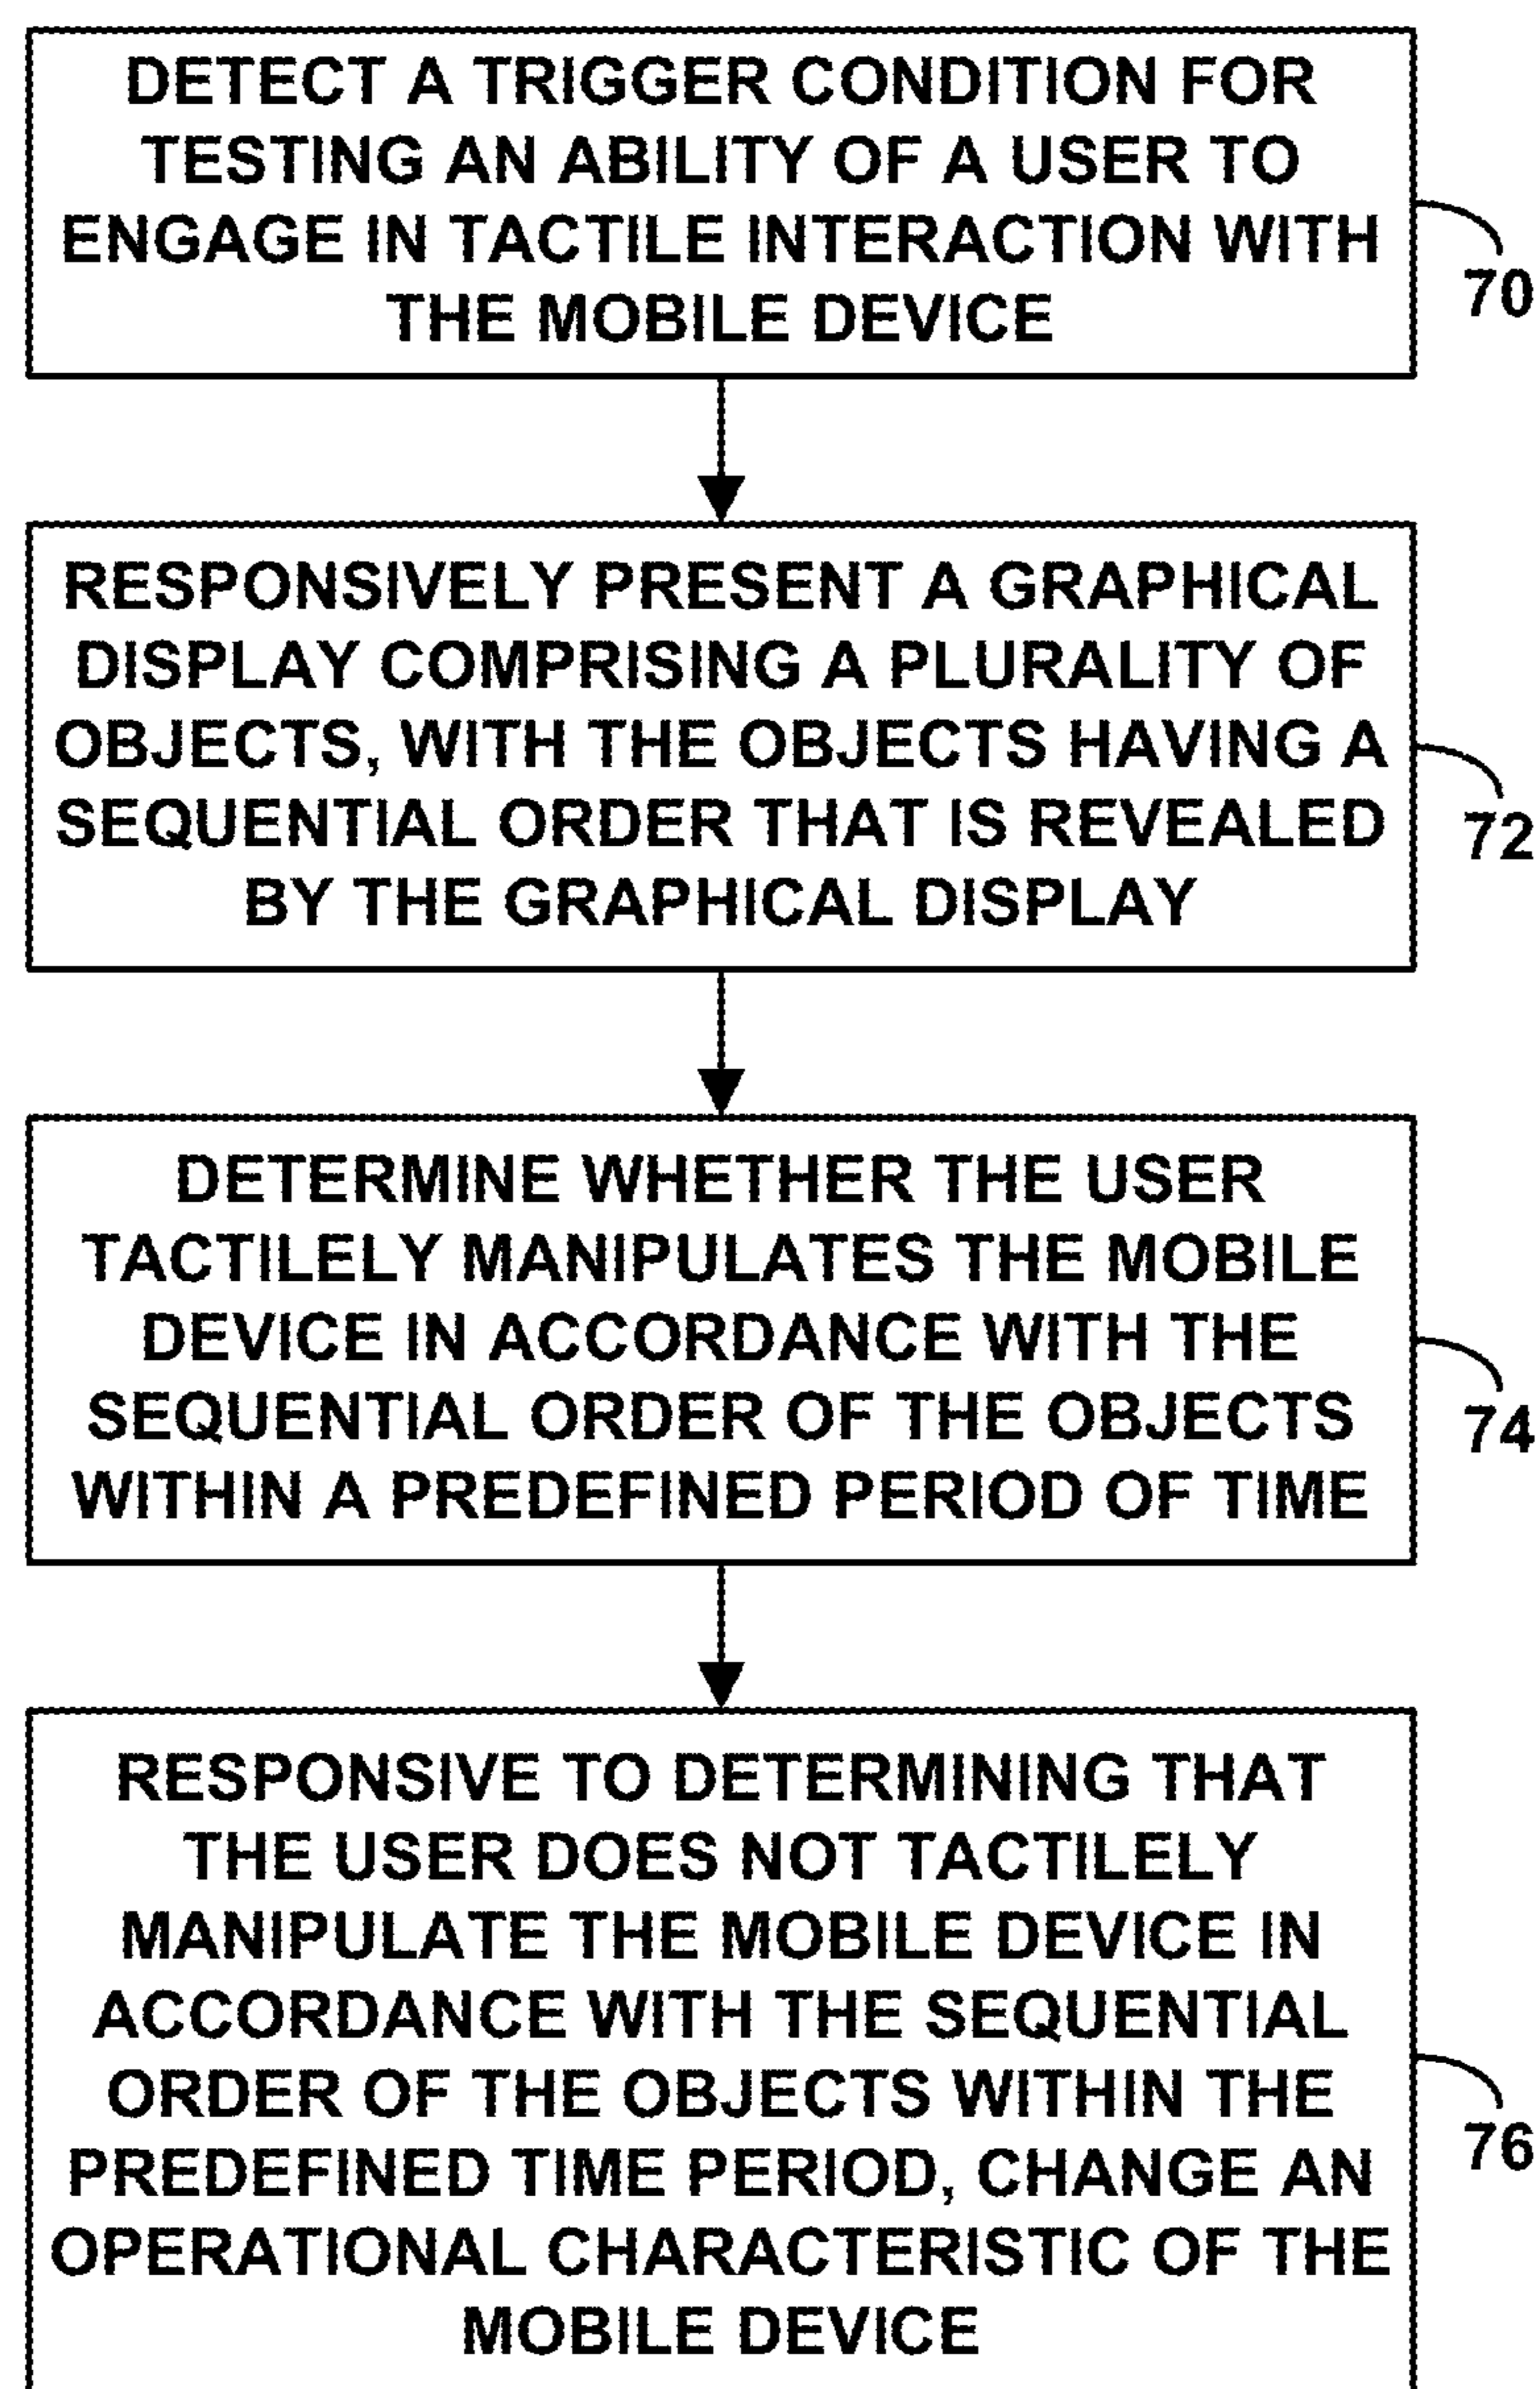 DETECT A TRIGGER CONDITION FOR
TESTING AN ABILITY OF A USER TO
ENGAGE IN TACTILE INTERACTION WITH
THE MOBILE DEVICE
70
RESPONSIVELY PRESENT A GRAPHICAL
DISPLAY COMPRISING A PLURALITY OF
OBJECTS, WITH THE OBJECTS HAVING A
SEQUENTIAL ORDER THAT IS REVEALED
BY THE GRAPHICAL DISPLAY
72
DETERMINE WHETHER THE USER
TACTILELY MANIPULATES THE MOBILE
DEVICE IN ACCORDANCE WITH THE
SEQUENTIAL ORDER OF THE OBJECTS
WITHIN A PREDEFINED PERIOD OF TIME
74
RESPONSIVE TO DETERMINING THAT
THE USER DOES NOT TACTILELY
MANIPULATE THE MOBILE DEVICE IN
ACCORDANCE WITH THE SEQUENTIAL
ORDER OF THE OBJECTS WITHIN THE
PREDEFINED TIME PERIOD, CHANGE AN
OPERATIONAL CHARACTERISTIC OF THE
MOBILE DEVICE
76